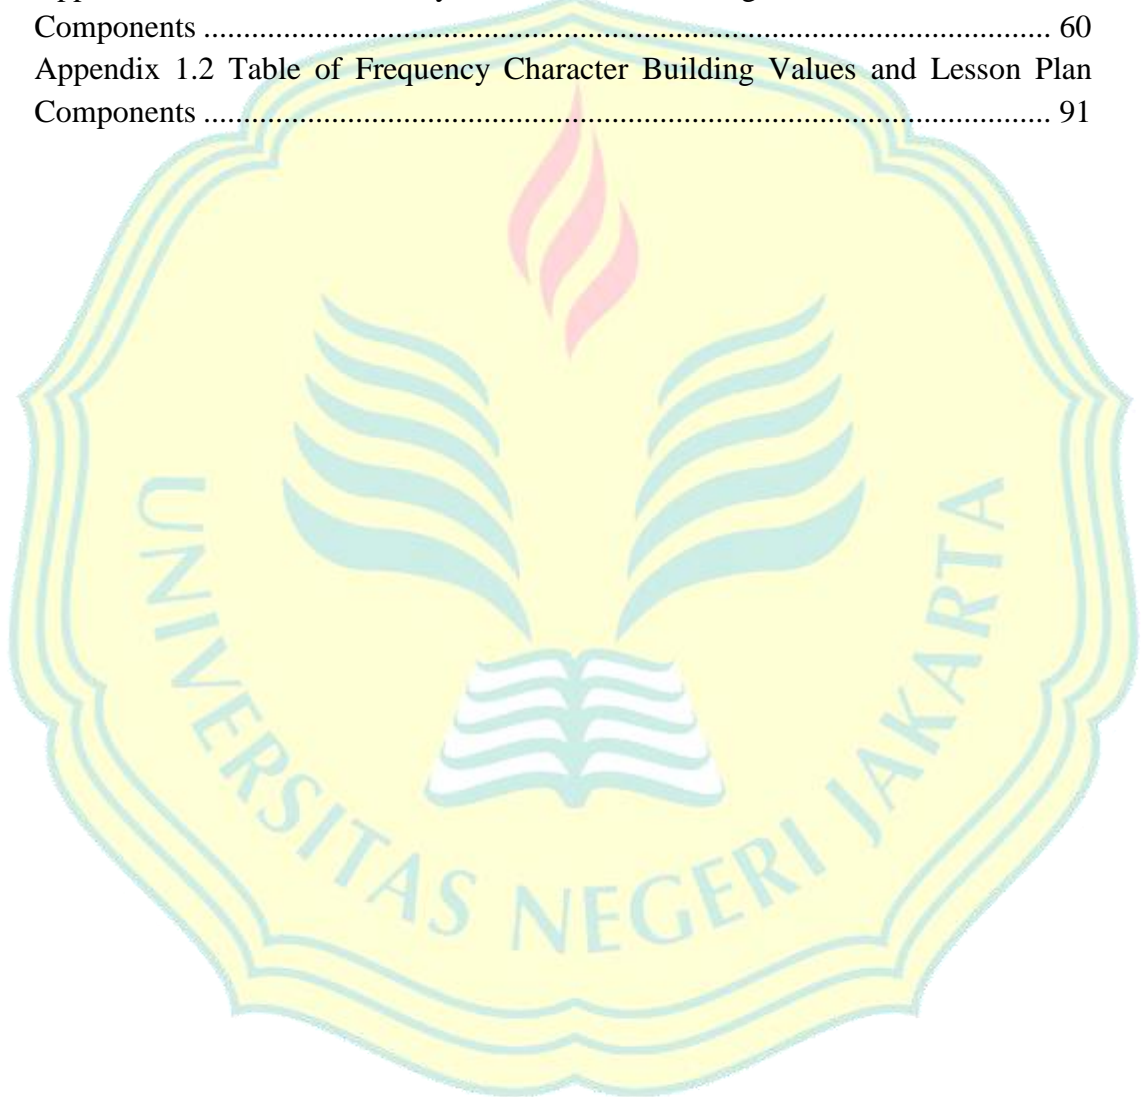 Components ........................................................................................................ 60
Appendix 1.2 Table of Frequency Character Building Values and Lesson Plan
Components ........................................................................................................ 91
UNIVERSITAS NEGERI JAKARTA